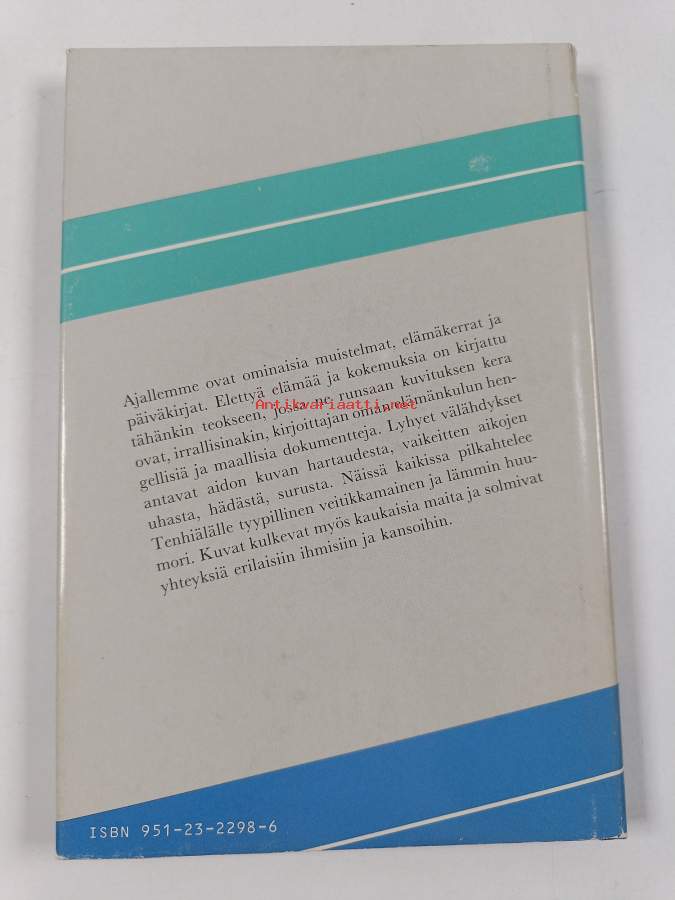 Ajallemme ovat ominaisia muistelmat, elämäkerrat ja
päiväkirjat. Elettyä elämää ja kokemuksia on kirjattu
tähänkin teokseen, jossa ne runsaan kuvituksen kera
Antikvariaatti.net
ovat, irrallisinakin, kirjoittajan oman elämänkulun hen-
gellisiä ja maallisia dokumentteja. Lyhyet välähdykset
antavat aidon kuvan hartaudesta, vaikeitten aikojen
uhasta, hädästä, surusta. Näissä kaikissa pilkahtelee
Tenhiälälle tyypillinen veitikkamainen ja lämmin huu-
mori. Kuvat kulkevat myös kaukaisia maita ja solmivat
yhteyksiä erilaisiin ihmisiin ja kansoihin.
ISBN 951-23-2298-6